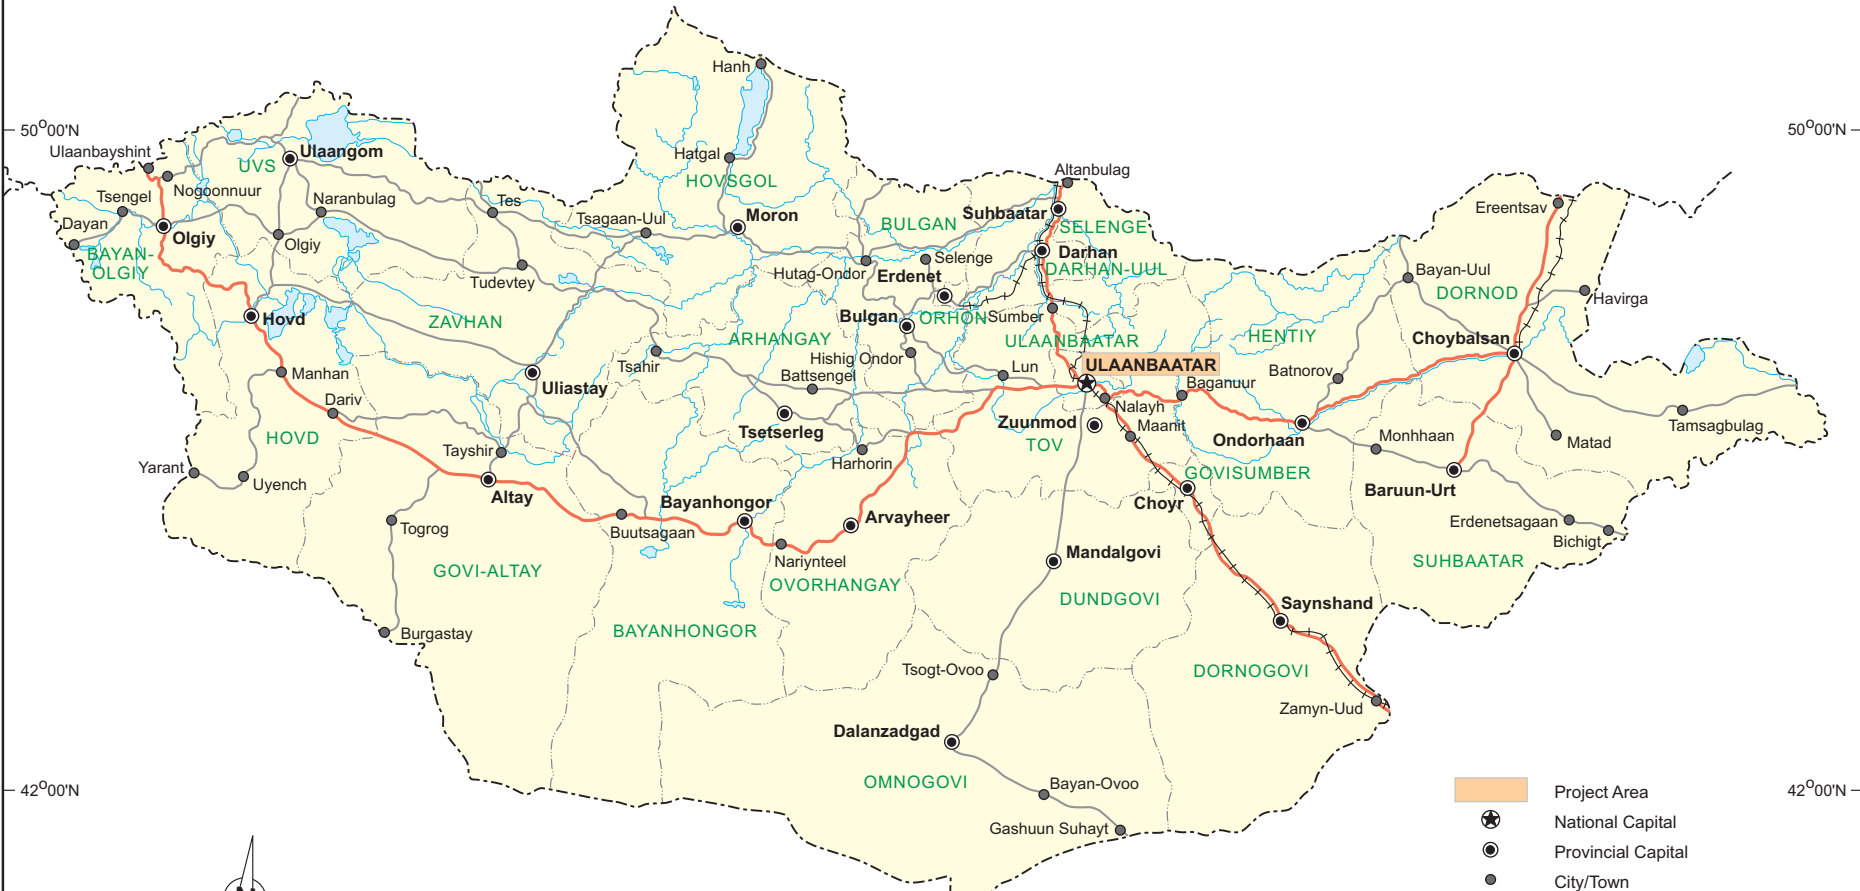 Hanh
50°00'N
50°00'N
Ulaanbayshint
Ulaangom
UVS
Hatgal
HOVSGOL
Altanbulag
Tsengel
Nogoonnuur
Naranbulag
Tes
Tsagaan-Uul
Moron
Suhbaatar
Ereentsav
Dayan
Olgiy
Olgiy
BULGAN
SELENGE
BAYAN-
OLGIY
Tudevtey
Hutag-Ondor
Selenge
Erdenet
Darhan
DARHAN-UUL
Bayan-Uul
DORNOD
Havirga
Hovd
ZAVHAN
ARHANGAY
Bulgan
ORHON
Sumber
ULAANBAATAR
HENTIY
Choybalsan
Tsahir
Hishig Ondor
Battsengel
Lun
ULAANBAATAR
Baganuur
Batnorov
Manhan
Uliastay
Dariv
Nalayh
Tsetserleg
Zuunmod
Maanit
TOV
Ondorhaan
Monhhaan
Matad
Tamsagbulag
HOVD
Tayshir
Harhorin
Yarant
Uyench
Altay
GOVISUMBER
Baruun-Urt
Bayanhongor
Arvayheer
Choyr
Togrog
Buutsagaan
Erdenetsagaan
Bichigt
Nariynteel
Mandalgovi
GOVI-ALTAY
OVORHANGAY
SUHBAATAR
DUNDGOVI
Saynshand
Burgastay
BAYANHONGOR
Tsogt-Ovoo
DORNOGOVI
Zamyn-Uud
Dalanzadgad
OMNOGOVI
Bayan-Ovoo
42°00'N
42°00'N
Gashuun Suhayt
Project Area
National Capital
Provincial Capital
City/Town